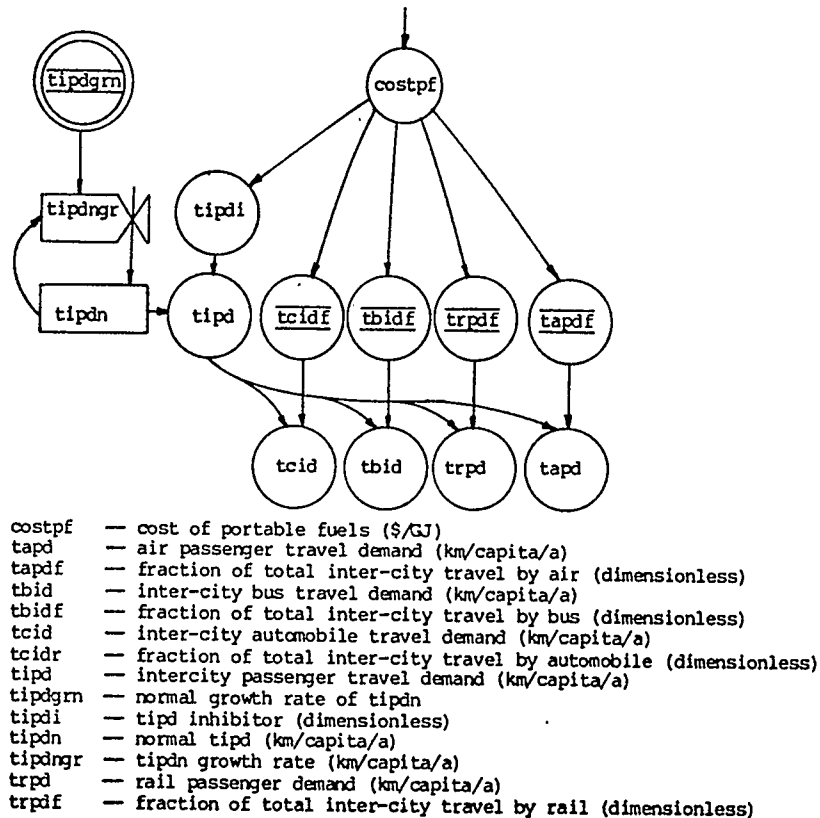 tipdgrn
costpf
tipdngr
tipdi
tipdn
tipd
tcidf
tbidf
trpdf
tapdf
tcid
tbid
trpd
tapd
costpf — cost of portable fuels ($/GJ)
tapd — air passenger travel demand (km/capita/a)
tapdf — fraction of total inter-city travel by air (dimensionless)
tbid — inter-city bus travel demand (km/capita/a)
tbidf — fraction of total inter-city travel by bus (dimensionless)
tcid — inter-city automobile travel demand (km/capita/a)
tcidr — fraction of total inter-city travel by automobile (dimensionless)
tipd — intercity passenger travel demand (km/capita/a)
tipdgrn — normal growth rate of tipdn
tipdi — tipd inhibitor (dimensionless)
tipdn — normal tipd (km/capita/a)
tipdngr — tipdn growth rate (km/capita/a)
trpd — rail passenger demand (km/capita/a)
trpdf — fraction of total inter-city travel by rail (dimensionless)